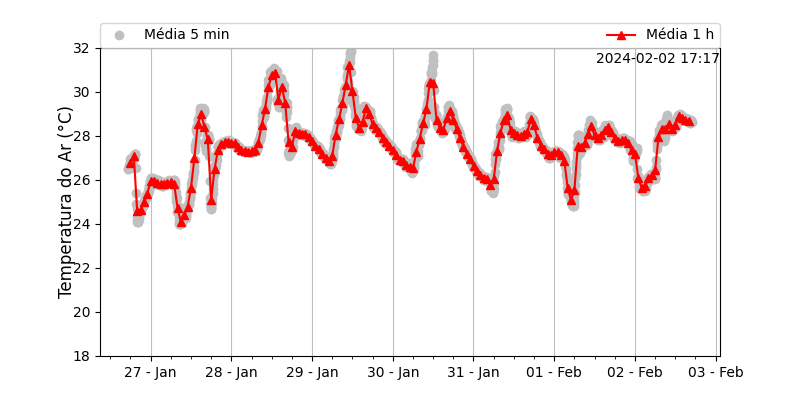 Média 5 min
Média 1 h
2024-02-02 17:17
Temperatura do Ar (°C)
32
30
28
26
24
22
20
18
27 - Jan
28 - Jan
29 - Jan
30 - Jan
31 - Jan
01 - Feb
02 - Feb
03 - Feb